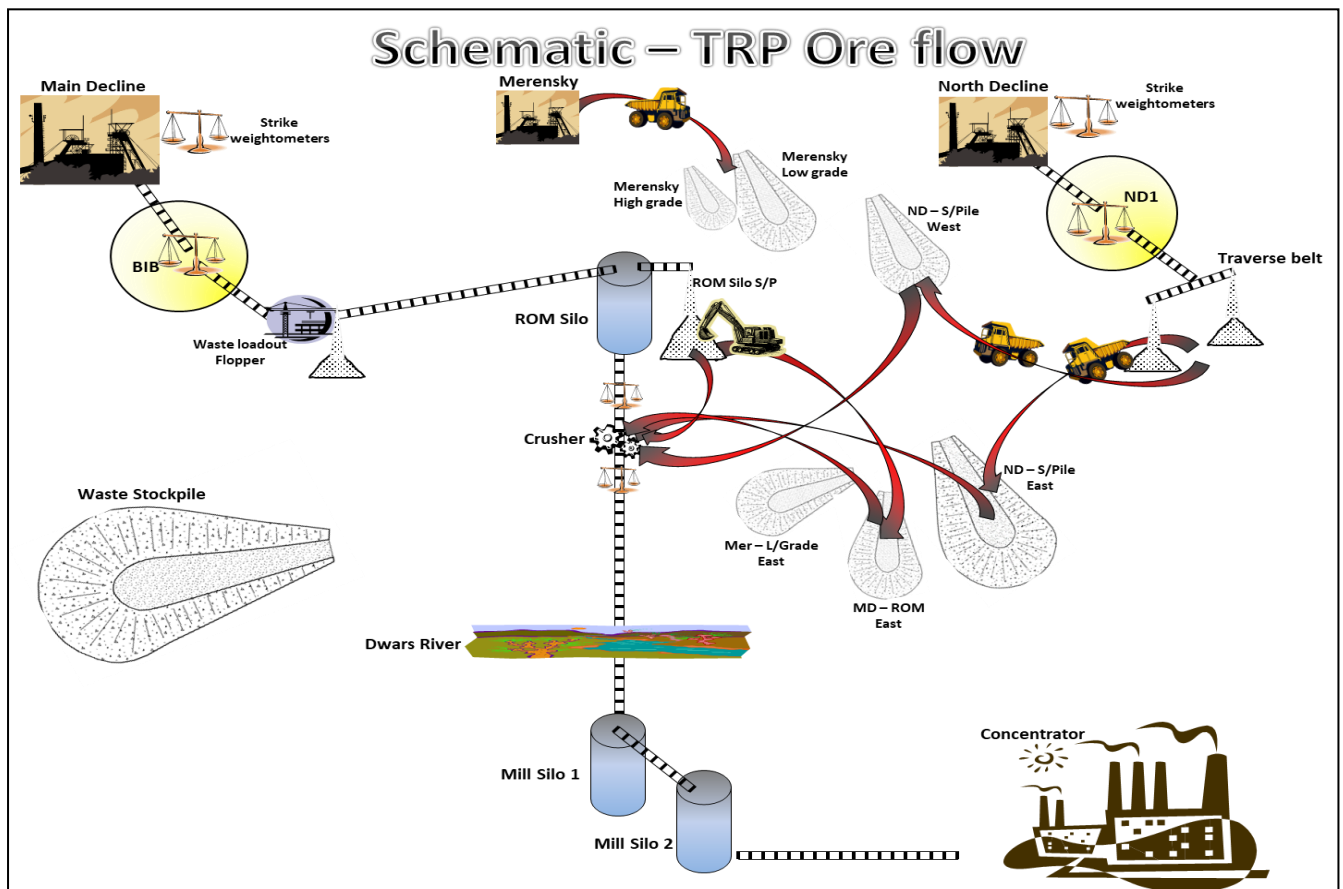 Schematic – TRP Ore flow
Main Decline
Strike
weightometers
Merensky
North Decline
Strike
weightometers
Merensky
Low grade
Merensky
High grade
ND – S/Pile
West
ND1
BIB
Traverse belt
ROM Silo S/P
ROM Silo
Waste loadout
Flopper
Crusher
ND – S/Pile
East
Waste Stockpile
Mer – L/Grade
East
MD – ROM
East
Dwars River
Concentrator
Mill Silo 1
Mill Silo 2